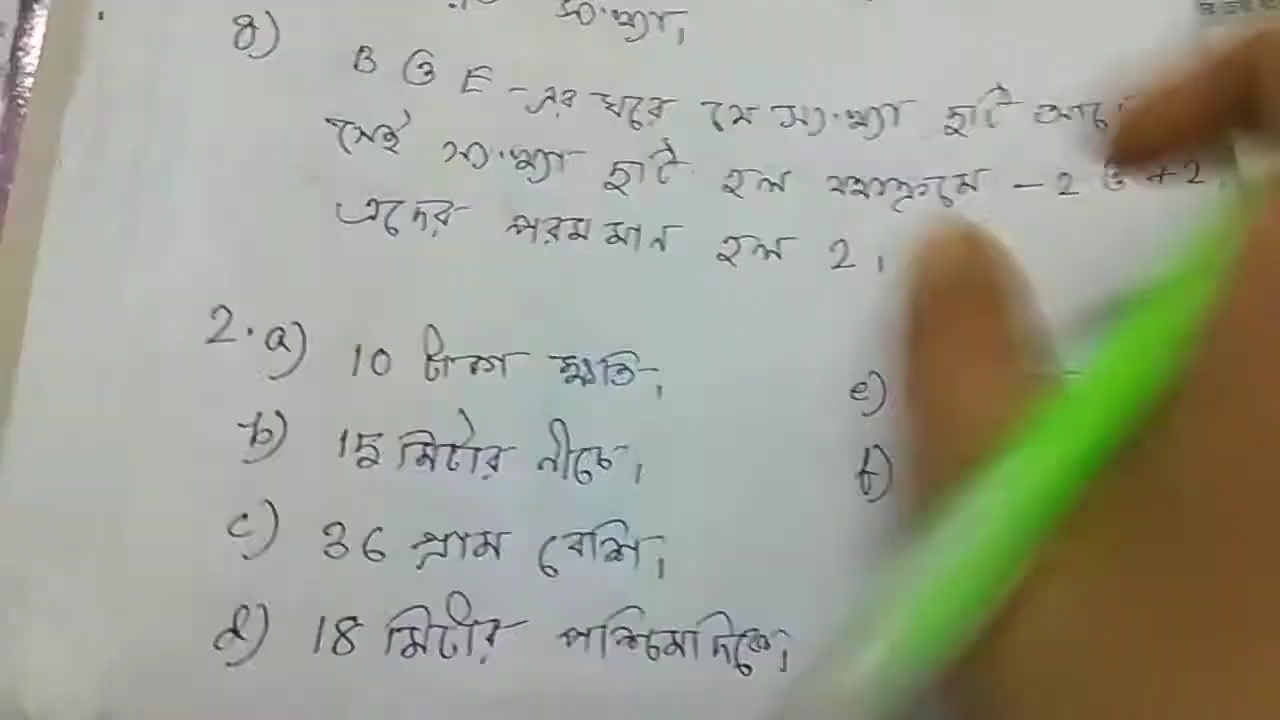 সংখ্যা।
g) B ও E -এর ঘরে যে সংখ্যা দুটি আছে
সেই সংখ্যা দুটি হল যথাক্রমে -2 ও +2,
এদের পরমমান হল 2।
2. a) 10 টাকা ক্ষতি।
b) 15 মিটার নীচে।
c) 36 গ্রাম বেশি।
d) 18 মিটার পশ্চিমদিকে।
e)
f)